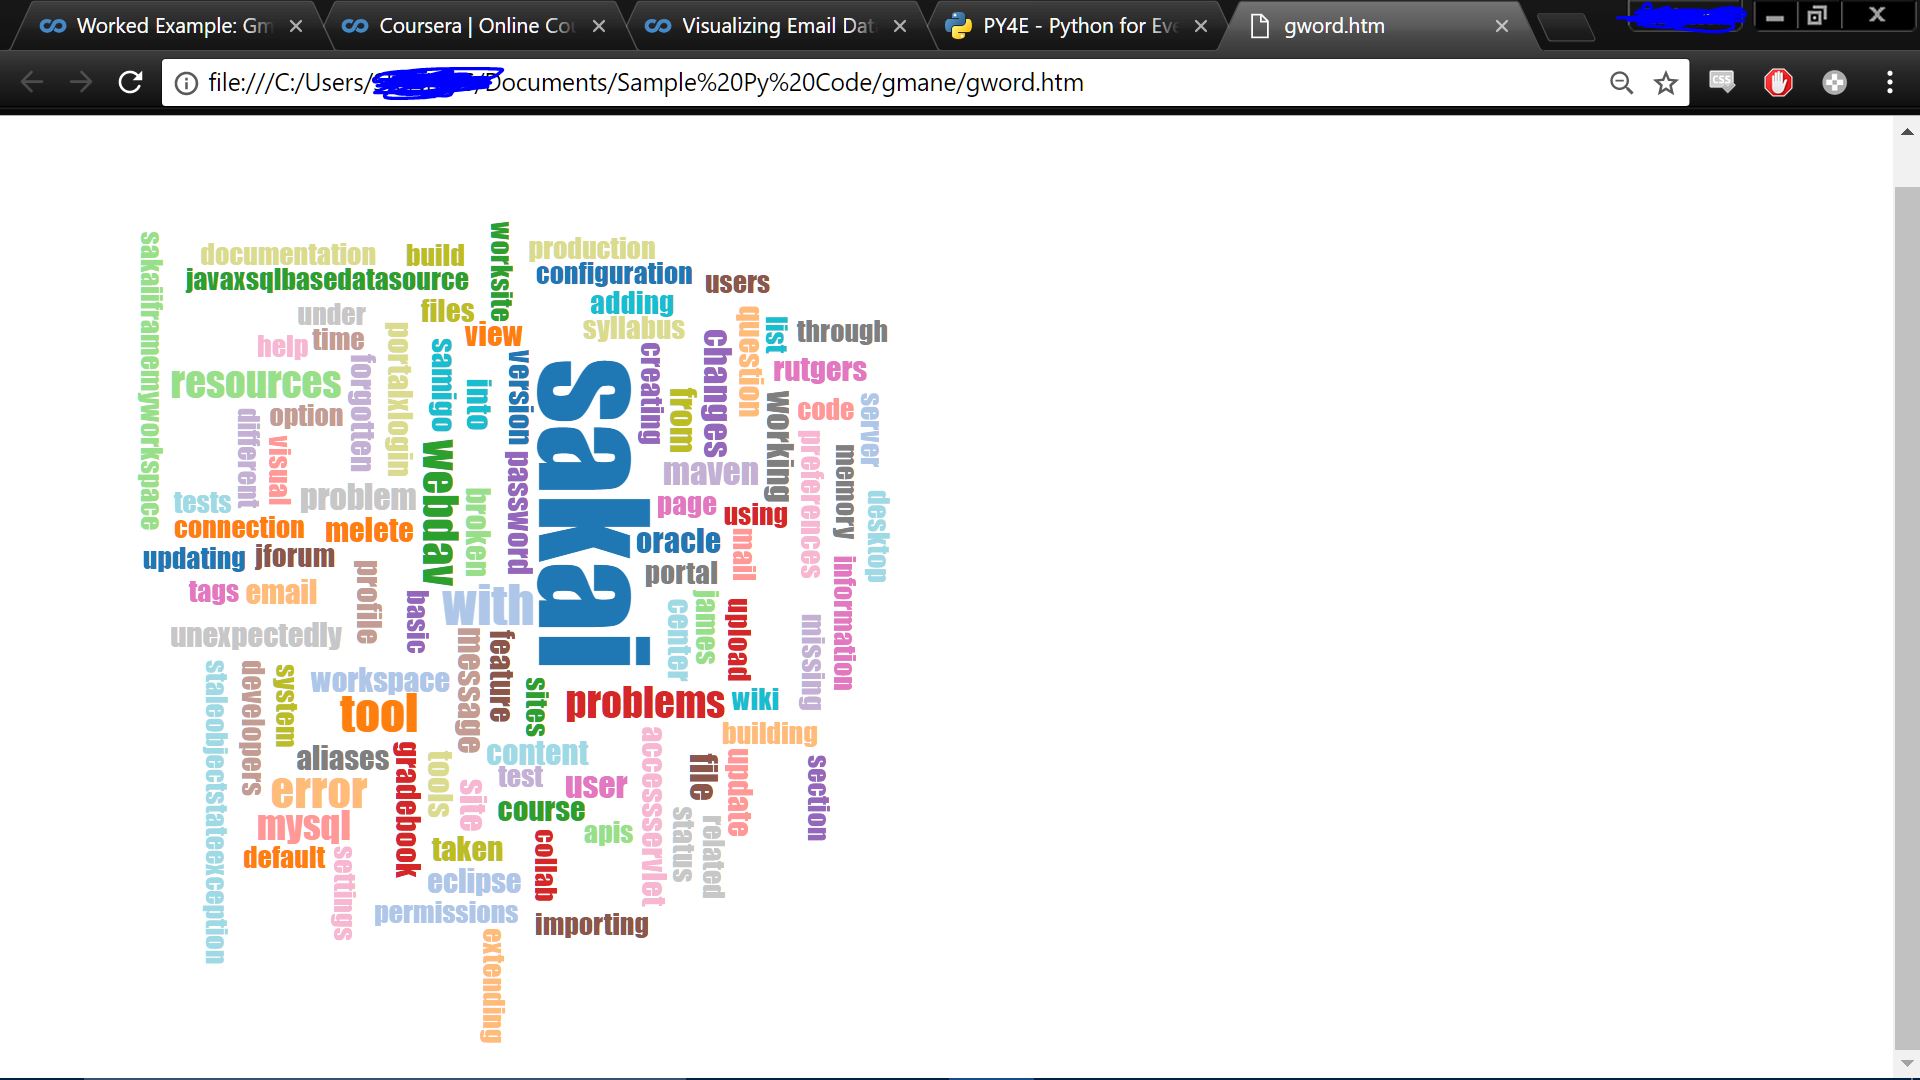 Worked Example: Gm
Coursera | Online Cou
Visualizing Email Dat
PY4E - Python for Eve
gword.htm
file:///C:/Users/
/Documents/Sample%20Py%20Code/gmane/gword.htm
CSS
sakaiiframemyworkspace
documentation
build
worksite
production
javaxsqlbasedatasource
configuration
users
adding
under
files
view
syllabus
question
list
through
help
time
portalxlogin
samigo
version
creating
changes
rutgers
resources
forgotten
into
sakai
from
working
code
server
different
option
visual
webdav
password
maven
preferences
memory
tests
problem
broken
page
using
desktop
connection
melete
oracle
mail
updating
jforum
portal
information
tags
email
profile
basic
with
center
james
upload
missing
unexpectedly
message
feature
staleobjectstateexception
developers
system
workspace
sites
problems
wiki
tool
building
aliases
gradebook
tools
content
accessservlet
file
update
section
error
site
test
user
mysql
course
status
related
default
settings
taken
collab
apis
eclipse
permissions
importing
extending